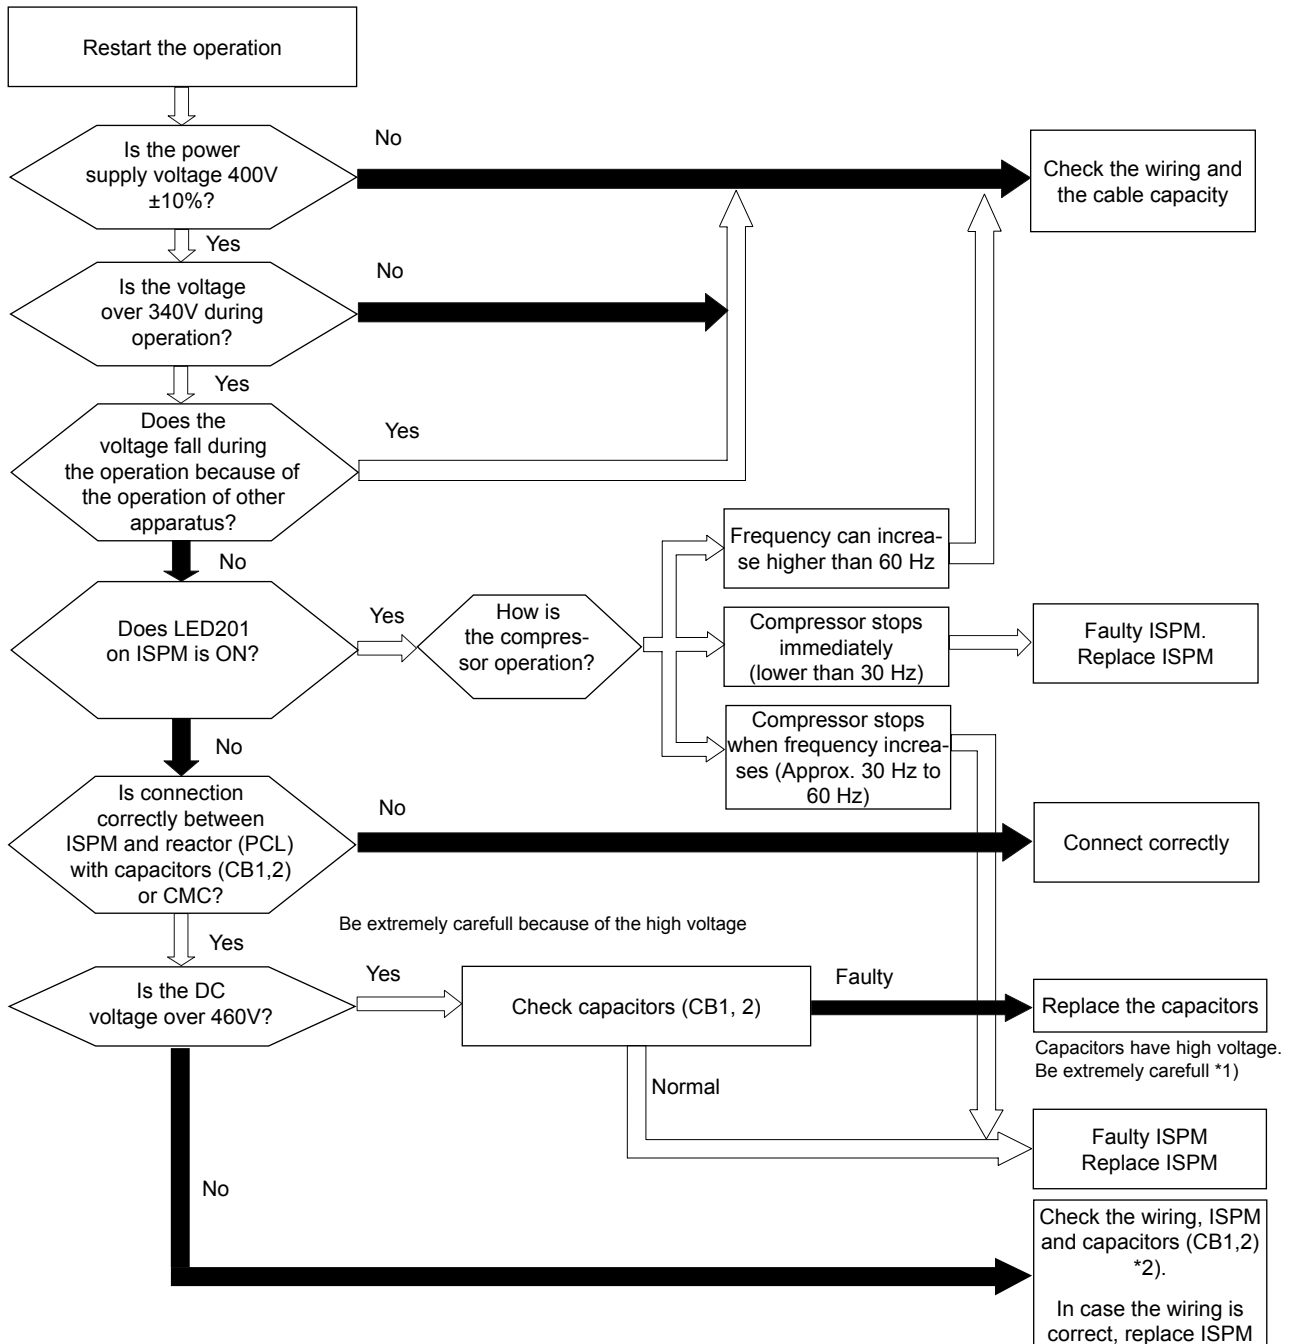 Restart the operation
No
Is the power
supply voltage 400V
±10%?
Check the wiring and
the cable capacity
Yes
No
Is the voltage
over 340V during
operation?
Yes
Does the
voltage fall during
the operation because of
the operation of other
apparatus?
Yes
No
Frequency can increa-
se higher than 60 Hz
Does LED201
on ISPM is ON?
Yes
How is
the compres-
sor operation?
Compressor stops
immediately
(lower than 30 Hz)
Faulty ISPM.
Replace ISPM
Compressor stops
when frequency increa-
ses (Approx. 30 Hz to
60 Hz)
No
Is connection
correctly between
ISPM and reactor (PCL)
with capacitors (CB1,2)
or CMC?
No
Connect correctly
Yes
Be extremely carefull because of the high voltage
Is the DC
voltage over 460V?
Yes
Check capacitors (CB1, 2)
Faulty
Replace the capacitors
Capacitors have high voltage.
Be extremely carefull *1)
Normal
Faulty ISPM
Replace ISPM
No
Check the wiring, ISPM
and capacitors (CB1,2)
*2).
In case the wiring is
correct, replace ISPM